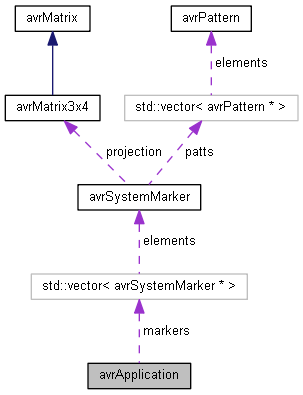 avrMatrix
avrPattern
elements
avrMatrix3x4
std::vector< avrPattern * >
projection
patts
avrSystemMarker
elements
std::vector< avrSystemMarker * >
markers
avrApplication